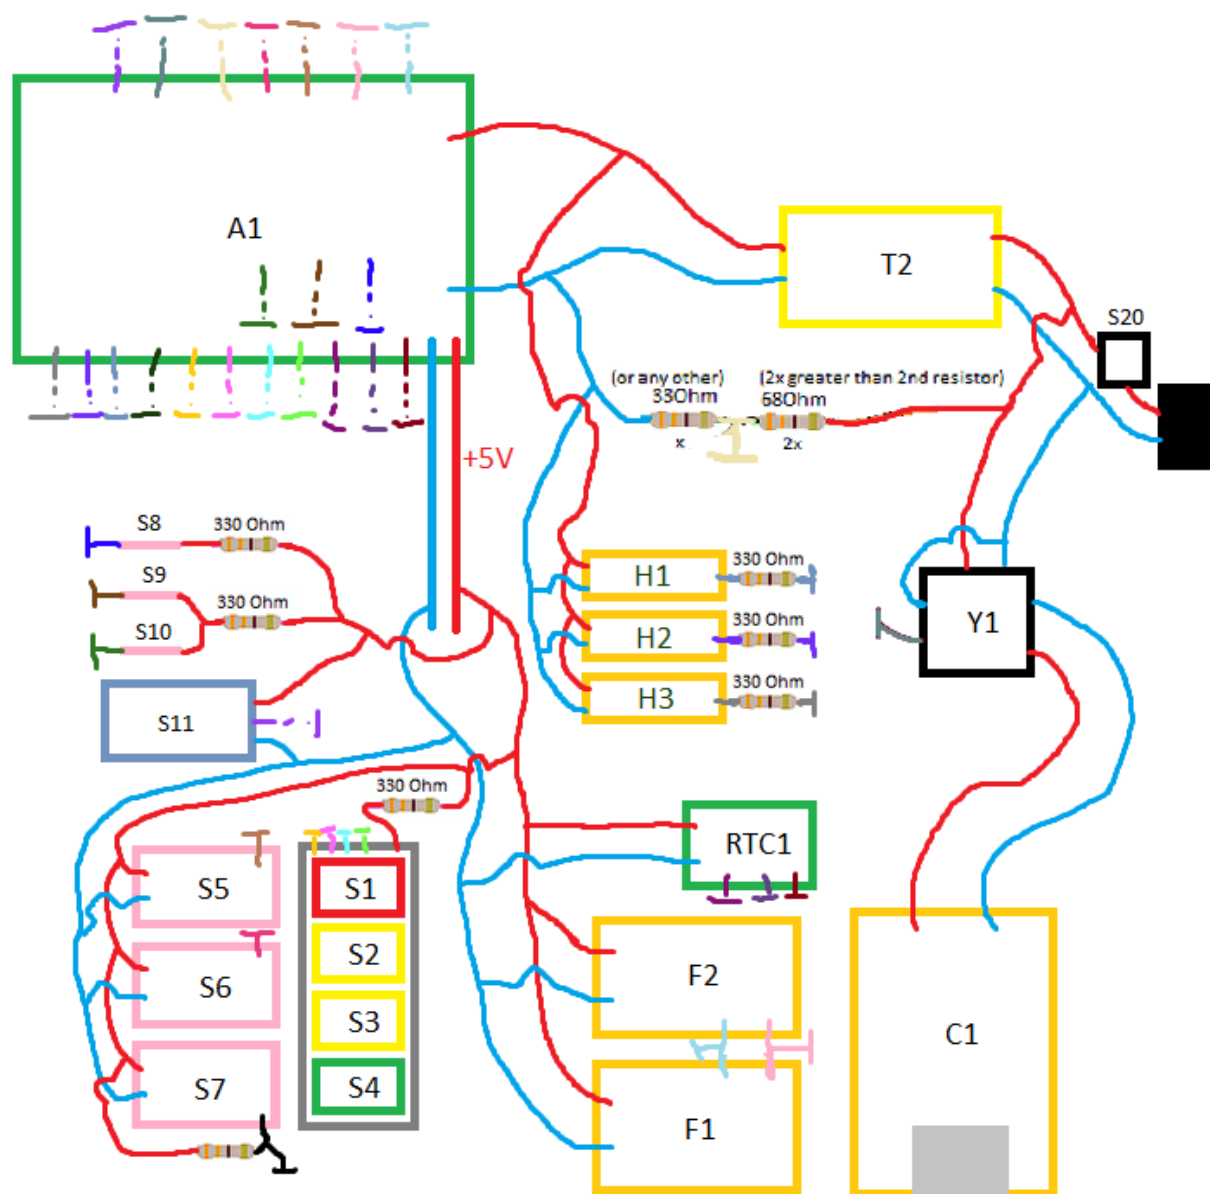 A1
T2
S20
(or any other)
33Ohm
x
(2x greater than 2nd resistor)
68Ohm
2x
+5V
S8
330 Ohm
S9
330 Ohm
S10
S11
H1
330 Ohm
H2
330 Ohm
H3
330 Ohm
Y1
330 Ohm
RTC1
S5
S1
S2
S6
S3
S7
S4
F2
F1
C1